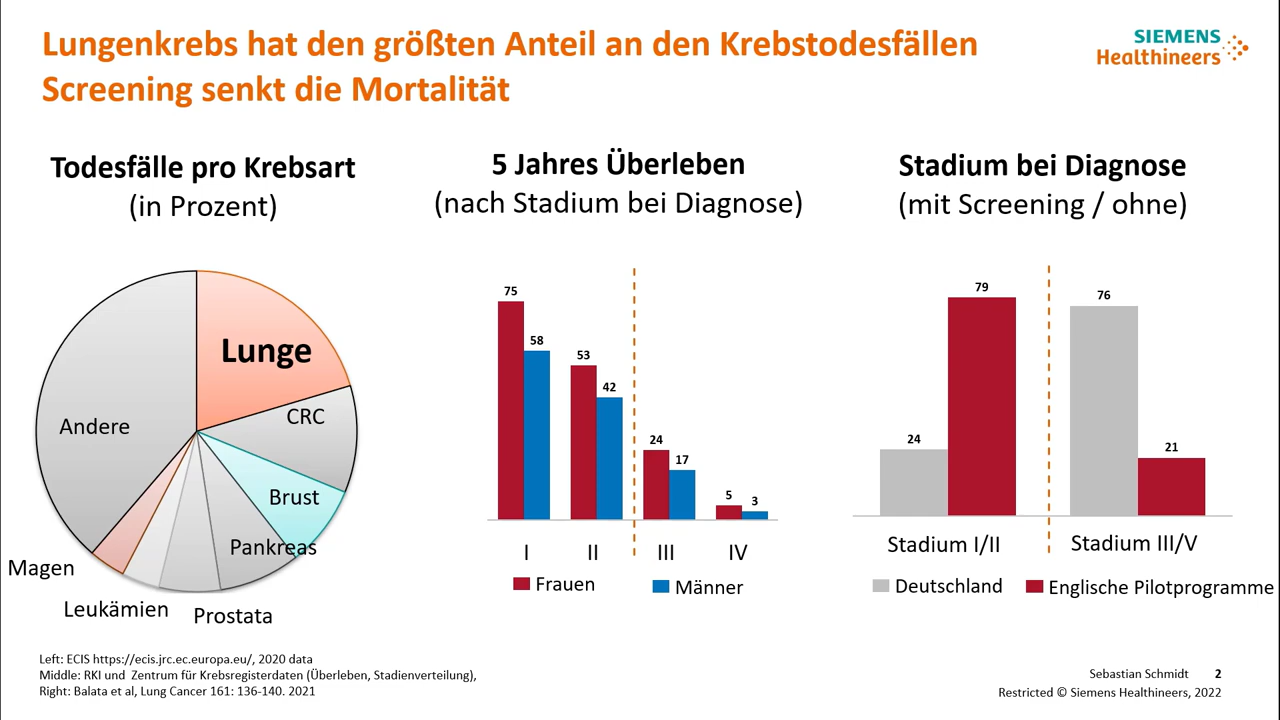 Lungenkrebs hat den größten Anteil an den Krebstodesfällen
Screening senkt die Mortalität
SIEMENS
Healthineers
Todesfälle pro Krebsart
(in Prozent)
Lunge
CRC
Brust
Pankreas
Prostata
Leukämien
Magen
Andere
5 Jahres Überleben
(nach Stadium bei Diagnose)
75
58
53
42
24
17
5
3
I
II
III
IV
Frauen
Männer
Stadium bei Diagnose
(mit Screening / ohne)
24
79
76
21
Stadium I/II
Stadium III/V
Deutschland
Englische Pilotprogramme
Left: ECIS https://ecis.jrc.ec.europa.eu/, 2020 data
Middle: RKI und Zentrum für Krebsregisterdaten (Überleben, Stadienverteilung),
Right: Balata et al, Lung Cancer 161: 136-140. 2021
Sebastian Schmidt 2
Restricted © Siemens Healthineers, 2022